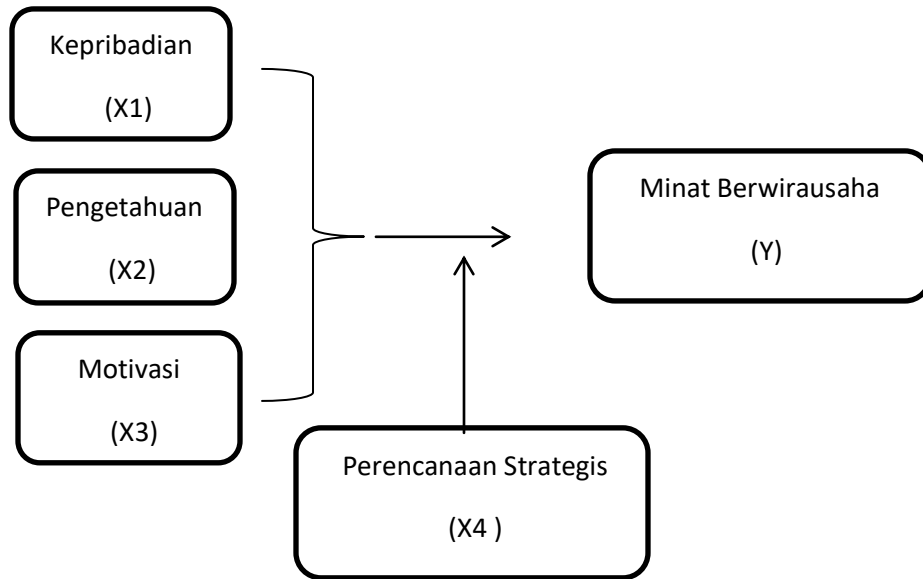 Kepribadian
(X1)
Pengetahuan
(X2)
Motivasi
(X3)
Minat Berwirausaha
(Y)
Perencanaan Strategis
(X4 )